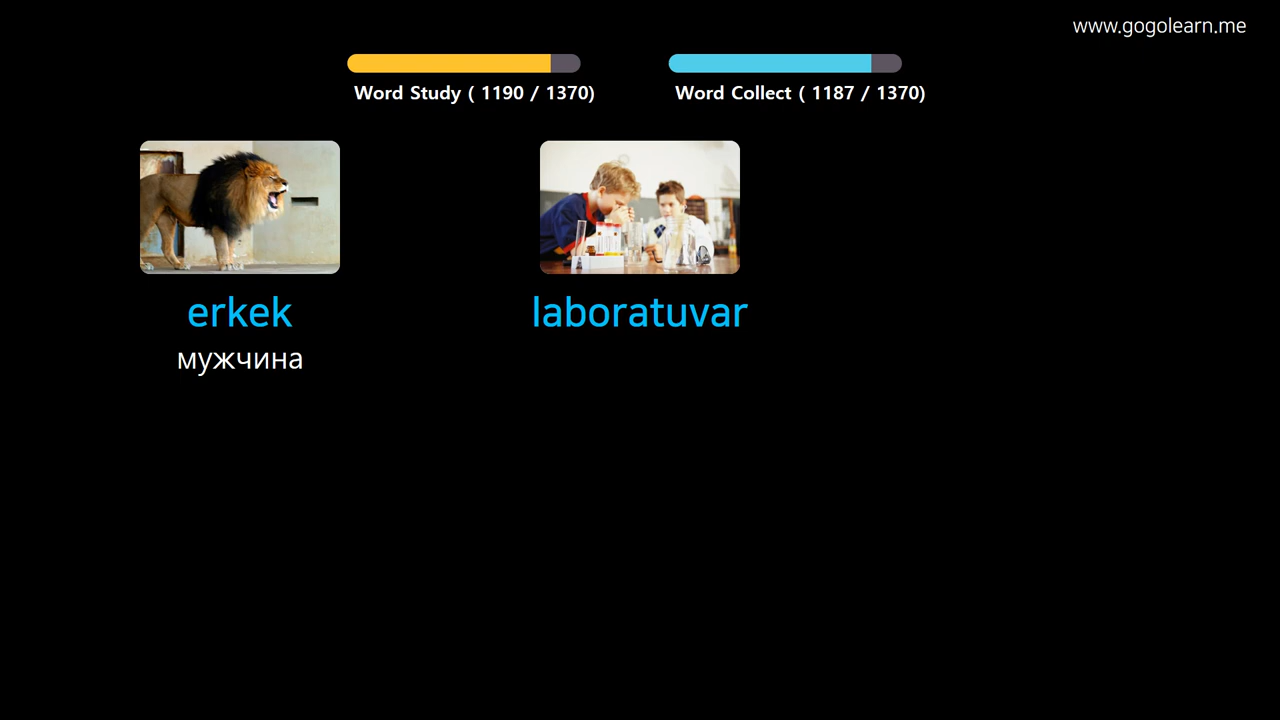 www.gogolearn.me
Word Study ( 1190 / 1370)
Word Collect ( 1187 / 1370)
erkek
мужчина
laboratuvar